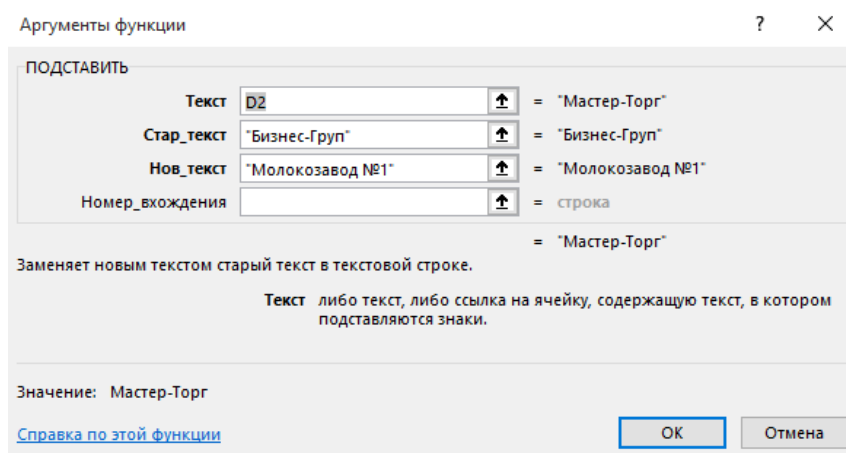 Аргументы функции ? ×
ПОДСТАВИТЬ
Текст D2 = "Мастер-Торг"
Стар_текст "Бизнес-Груп" = "Бизнес-Груп"
Нов_текст "Молокозавод №1" = "Молокозавод №1"
Номер_вхождения = строка
= "Мастер-Торг"
Заменяет новым текстом старый текст в текстовой строке.
Текст либо текст, либо ссылка на ячейку, содержащую текст, в котором
подставляются знаки.
Значение: Мастер-Торг
Справка по этой функции ОК Отмена